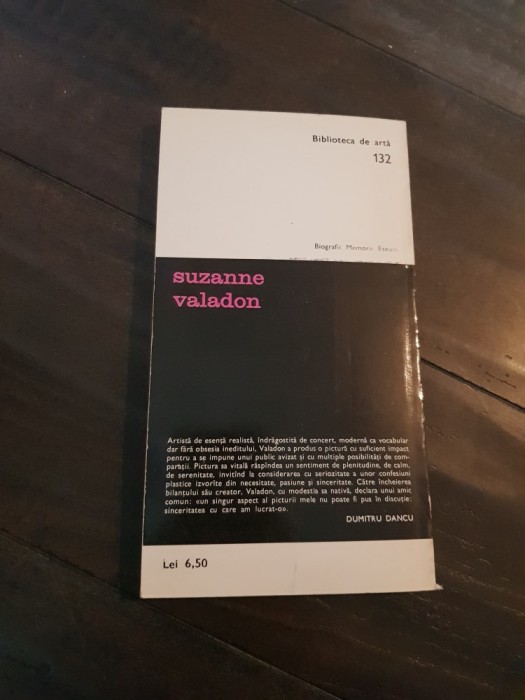 Biblioteca de artă
132
Biografii Memorii Eseuri
suzanne
valadon
Artistă de esență realistă, îndrăgostită de concert, modernă ca vocabular
dar fără obsesia ineditului, Valadon a produs o pictură cu suficient impact
pentru a se impune unui public avizat și cu multiple posibilități de com-
parații. Pictura sa vitală răspîndea un sentiment de plenitudine, de calm,
de serenitate, invitînd la considerarea cu seriozitate a unor confesiuni
plastice izvorîte din necesitate, pasiune și sinceritate. Către încheierea
bilanțului său creator, Valadon, cu modestia sa nativă, declara unui amic
comun: «un singur aspect al picturii mele nu poate fi pus în discuție:
sinceritatea cu care am lucrat-o».
DUMITRU DANCU
Lei 6,50